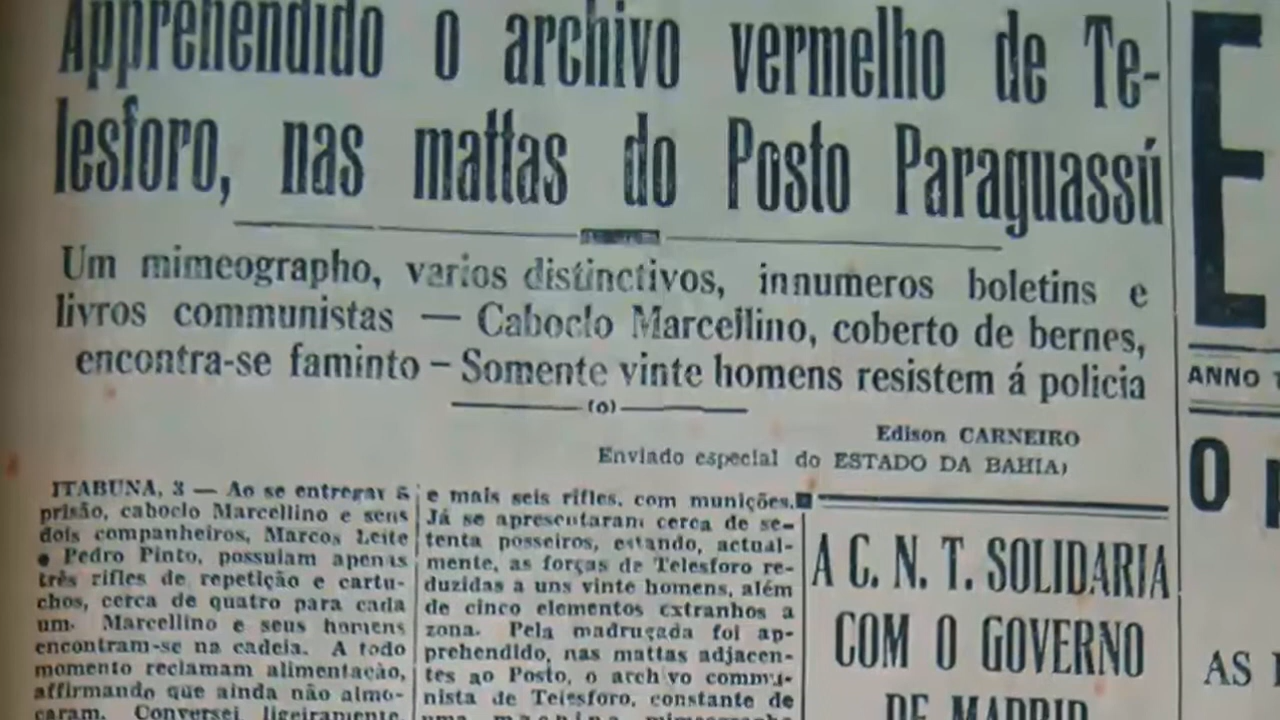 Apprehendido o archivo vermelho de Te-
lesforo, nas mattas do Posto Paraguassú
Um mimeographo, varios distinctivos, innumeros boletins e
livros communistas — Caboclo Marcellino, coberto de bernes,
encontra-se faminto – Somente vinte homens resistem á policia
(o)
Edison CARNEIRO
Enviado especial do ESTADO DA BAHIA)
ITABUNA, 3 — Ao se entregar á
prisão, caboclo Marcellino e seus
dois companheiros, Marcos Leite
e Pedro Pinto, possuiam apenas
três rifles de repetição e cartu-
chos, cerca de quatro para cada
um. Marcellino e seus homens
encontram-se na cadeia. A todo
momento reclamam alimentação,
affirmando que ainda não almo-
çaram. Conversei ligeiramente
e mais seis rifles, com munições.
Já se apresentaram cerca de se-
tenta posseiros, estando, actual-
mente, as forças de Telesforo re-
duzidas a uns vinte homens, além
de cinco elementos extranhos a
zona. Pela madrugada foi ap-
prehendido, nas mattas adjacen-
tes ao Posto, o archivo commu-
nista de Telesforo, constante de
uma machina mimeographo
A C. N. T. SOLIDARIA
COM O GOVERNO
DE MADRID
E
ANNO
O
AS